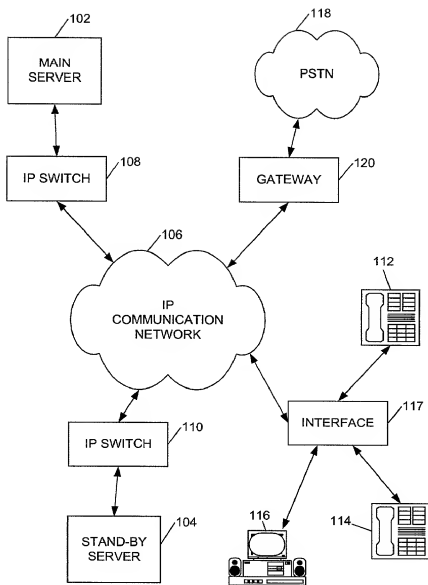 102
118
MAIN
SERVER
PSTN
108
120
IP SWITCH
GATEWAY
106
112
IP
COMMUNICATION
NETWORK
110
117
IP SWITCH
INTERFACE
116
114
104
STAND-BY
SERVER